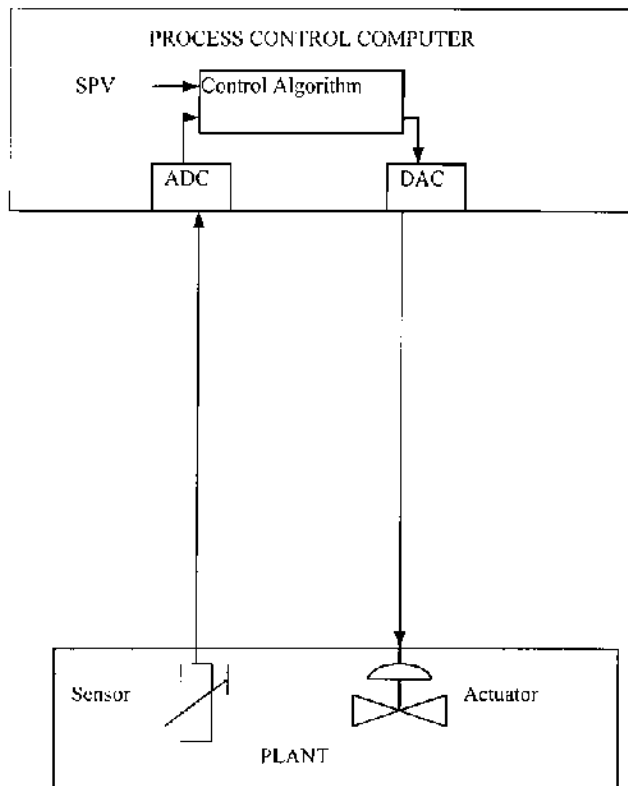 PROCESS CONTROL COMPUTER
SPV
Control Algorithm
ADC
DAC
Sensor
Actuator
PLANT